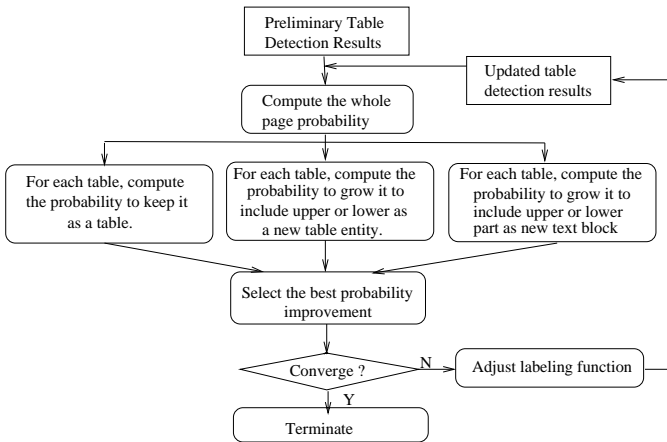 Preliminary Table
Detection Results
Updated table
detection results
Compute the whole
page probability
For each table, compute
the probability to keep it
as a table.
For each table, compute the
probability to grow it to
include upper or lower as
a new table entity.
For each table, compute the
probability to grow it to
include upper or lower
part as new text block
Select the best probability
improvement
Converge ?
N
Adjust labeling function
Y
Terminate